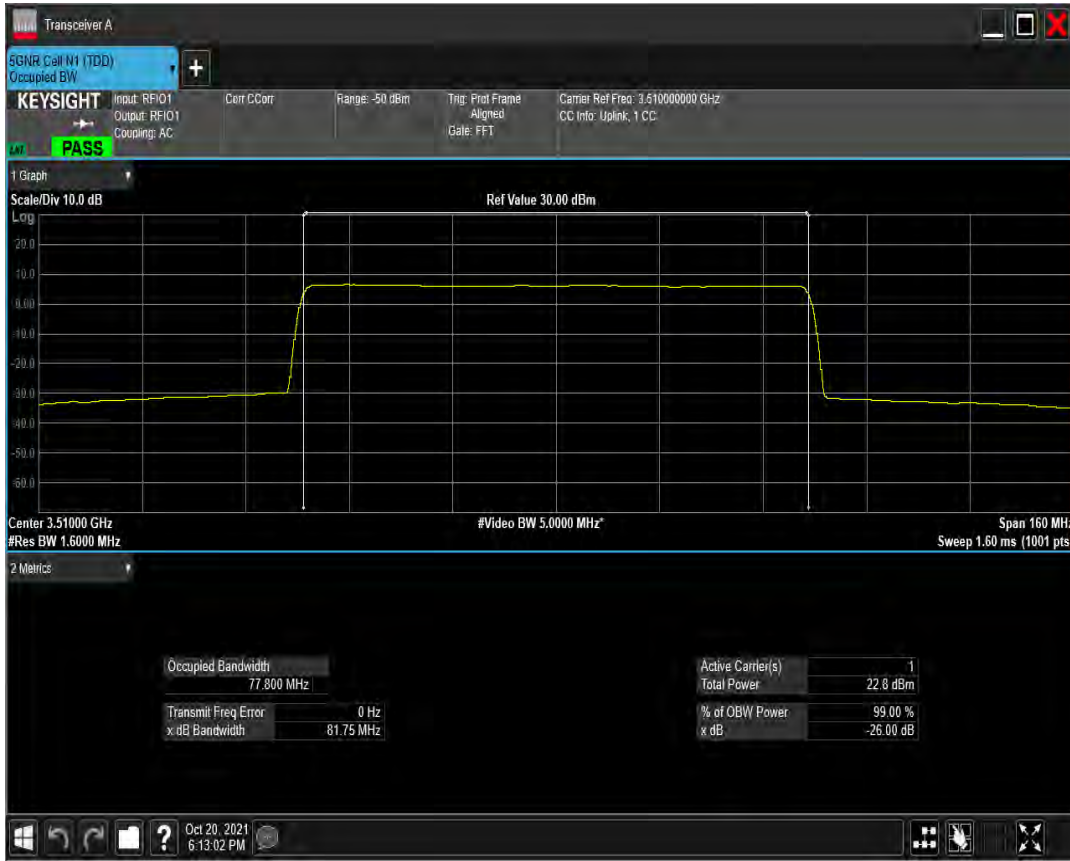 Transceiver A
5GNR Cell N1 (TDD)
Occupied BW
+
KEYSIGHT
Input: RFIO1
Output: RFIO1
Coupling: AC
Corr CCorr
Range: -50 dBm
Trig: Prot Frame
Aligned
Gate: FFT
Carrier Ref Freq: 3.510000000 GHz
CC Info: Uplink, 1 CC
PASS
1 Graph
Scale/Div 10.0 dB
Ref Value 30.00 dBm
Log
20.0
10.0
0.00
-10.0
-20.0
-30.0
-40.0
-50.0
-60.0
Center 3.51000 GHz
#Video BW 5.0000 MHz*
Span 160 MHz
#Res BW 1.6000 MHz
Sweep 1.60 ms (1001 pts
2 Metrics
Occupied Bandwidth
77.800 MHz
Transmit Freq Error 0 Hz
x dB Bandwidth 81.75 MHz
Active Carrier(s) 1
Total Power 22.8 dBm
% of OBW Power 99.00 %
x dB -26.00 dB
?
Oct 20, 2021
6:13:02 PM